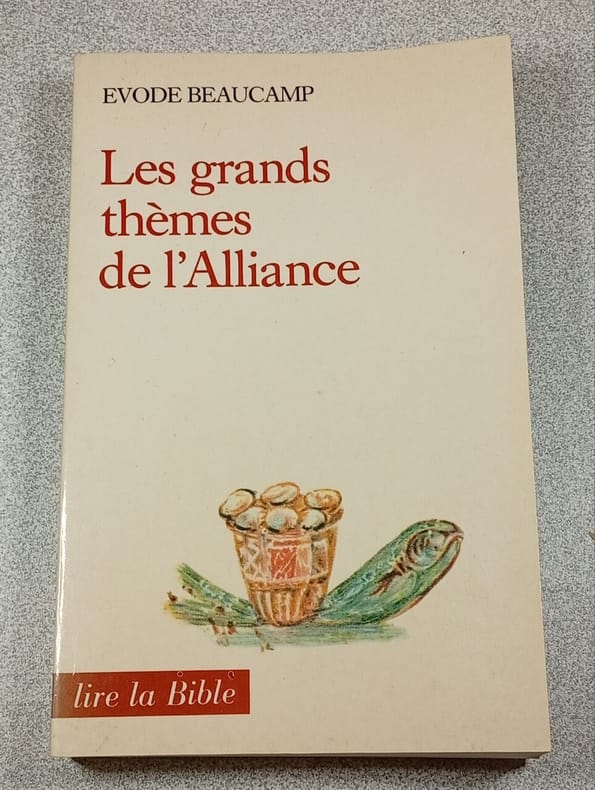 EVODE BEAUCAMP
Les grands
thèmes
de l'Alliance
lire la Bible